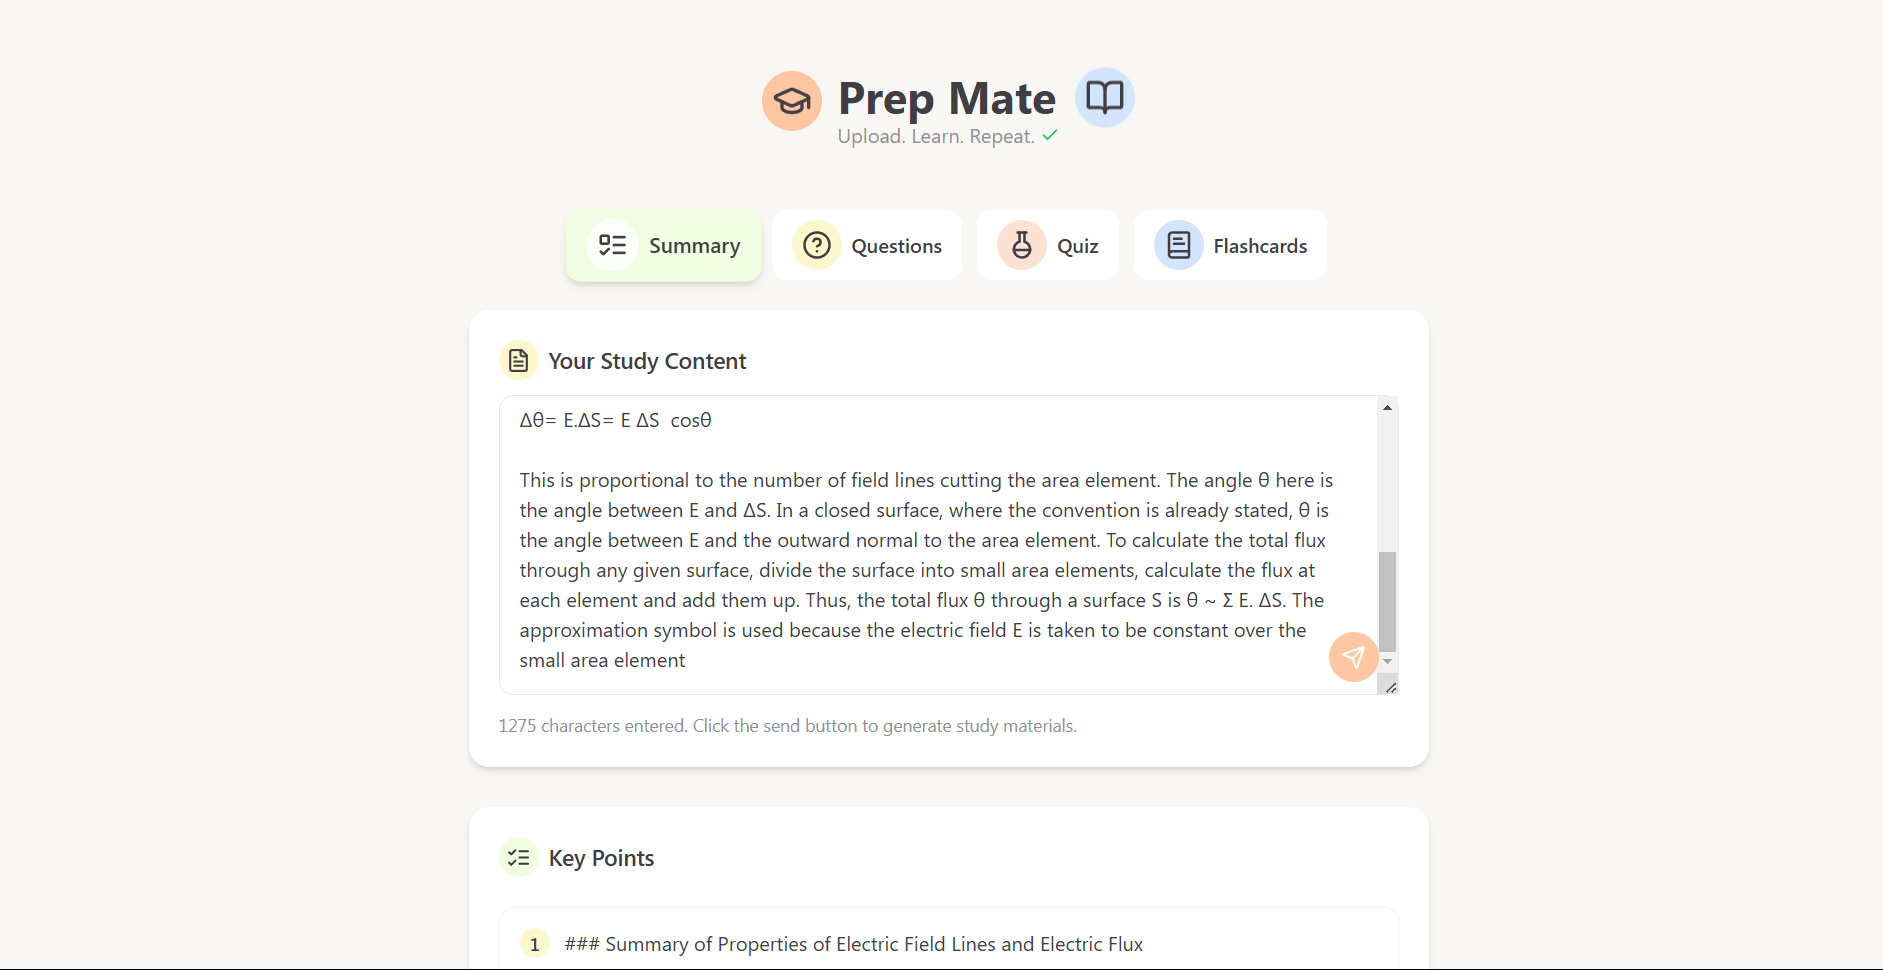 Prep Mate
Upload. Learn. Repeat.
Summary
Questions
Quiz
Flashcards
Your Study Content
Δθ= E.ΔS= E ΔS  cosθ
This is proportional to the number of field lines cutting the area element. The angle θ here is
the angle between E and ΔS. In a closed surface, where the convention is already stated, θ is
the angle between E and the outward normal to the area element. To calculate the total flux
through any given surface, divide the surface into small area elements, calculate the flux at
each element and add them up. Thus, the total flux θ through a surface S is θ ~ Σ E. ΔS. The
approximation symbol is used because the electric field E is taken to be constant over the
small area element
1275 characters entered. Click the send button to generate study materials.
Key Points
1 ### Summary of Properties of Electric Field Lines and Electric Flux